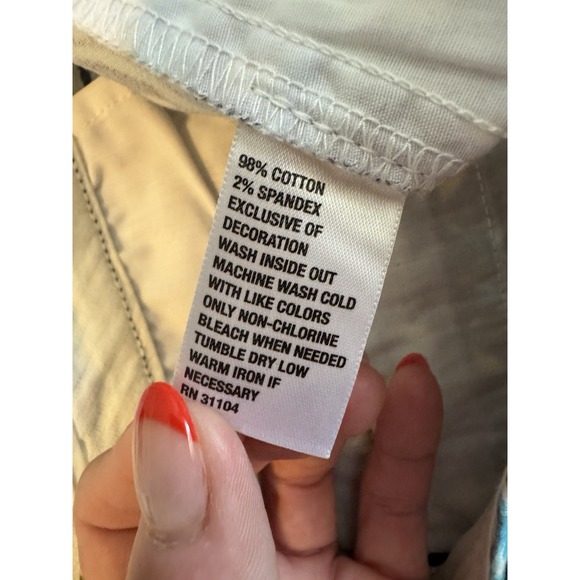 98% COTTON
2% SPANDEX
EXCLUSIVE OF
DECORATION
WASH INSIDE OUT
MACHINE WASH COLD
WITH LIKE COLORS
ONLY NON-CHLORINE
BLEACH WHEN NEEDED
TUMBLE DRY LOW
WARM IRON IF
NECESSARY
RN 31104